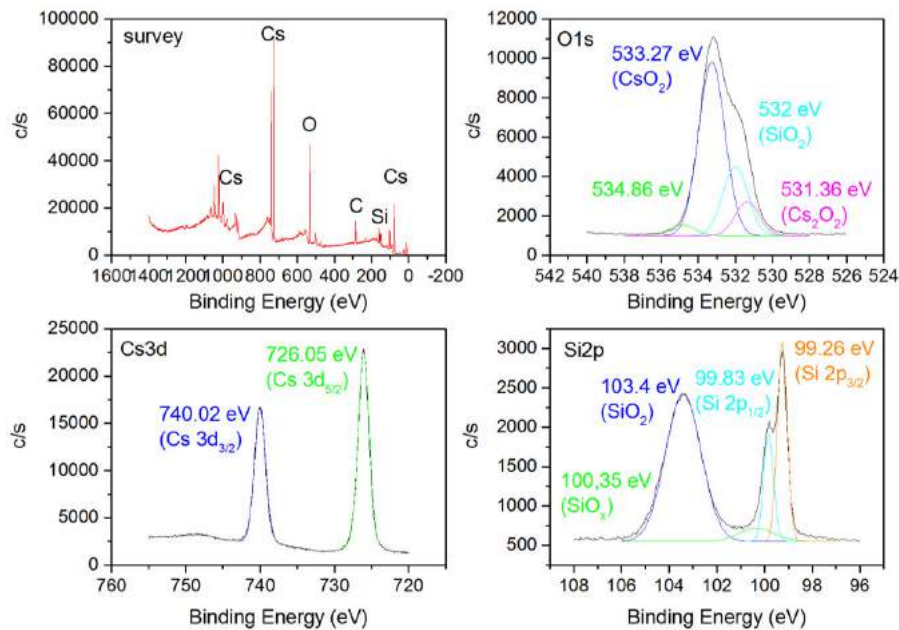 survey
Cs
Cs
O
C
Si
Cs
c/s
100000
80000
60000
40000
20000
0
1600 1400 1200 1000 800 600 400 200 0 -200
Binding Energy (eV)
O1s
533.27 eV
(CsO₂)
532 eV
(SiO₂)
534.86 eV
531.36 eV
(Cs₂O₂)
c/s
12000
10000
8000
6000
4000
2000
0
542 540 538 536 534 532 530 528 526 524
Binding Energy (eV)
Cs3d
726.05 eV
(Cs 3d₅/₂)
740.02 eV
(Cs 3d₃/₂)
c/s
25000
20000
15000
10000
5000
0
760 750 740 730 720
Binding Energy (eV)
Si2p
99.26 eV
(Si 2p₃/₂)
103.4 eV
(SiO₂)
99.83 eV
(Si 2p₁/₂)
100,35 eV
(SiOₓ)
c/s
3000
2500
2000
1500
1000
500
108 106 104 102 100 98 96
Binding Energy (eV)